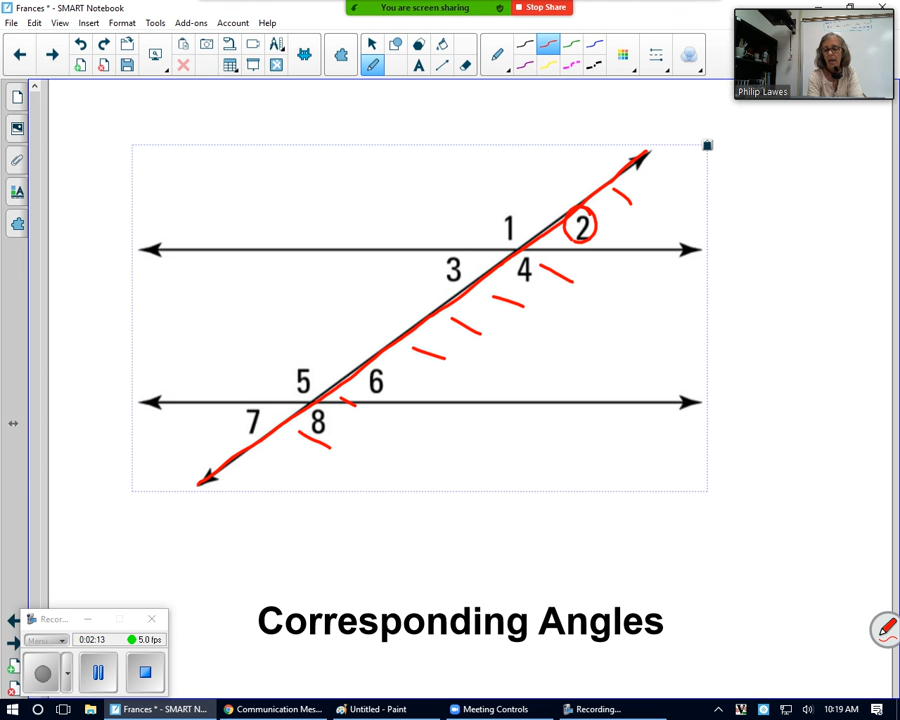 Frances * - SMART Notebook
You are screen sharing
Stop Share
File Edit View Insert Format Tools Add-ons Account Help
Philip Lawes
1 2
3 4
5 6
7 8
Corresponding Angles
Recor...
Menu
0:02:13 5.0 fps
Frances * - SMART N... Communication Mes... Untitled - Paint Meeting Controls Recording... 10:19 AM